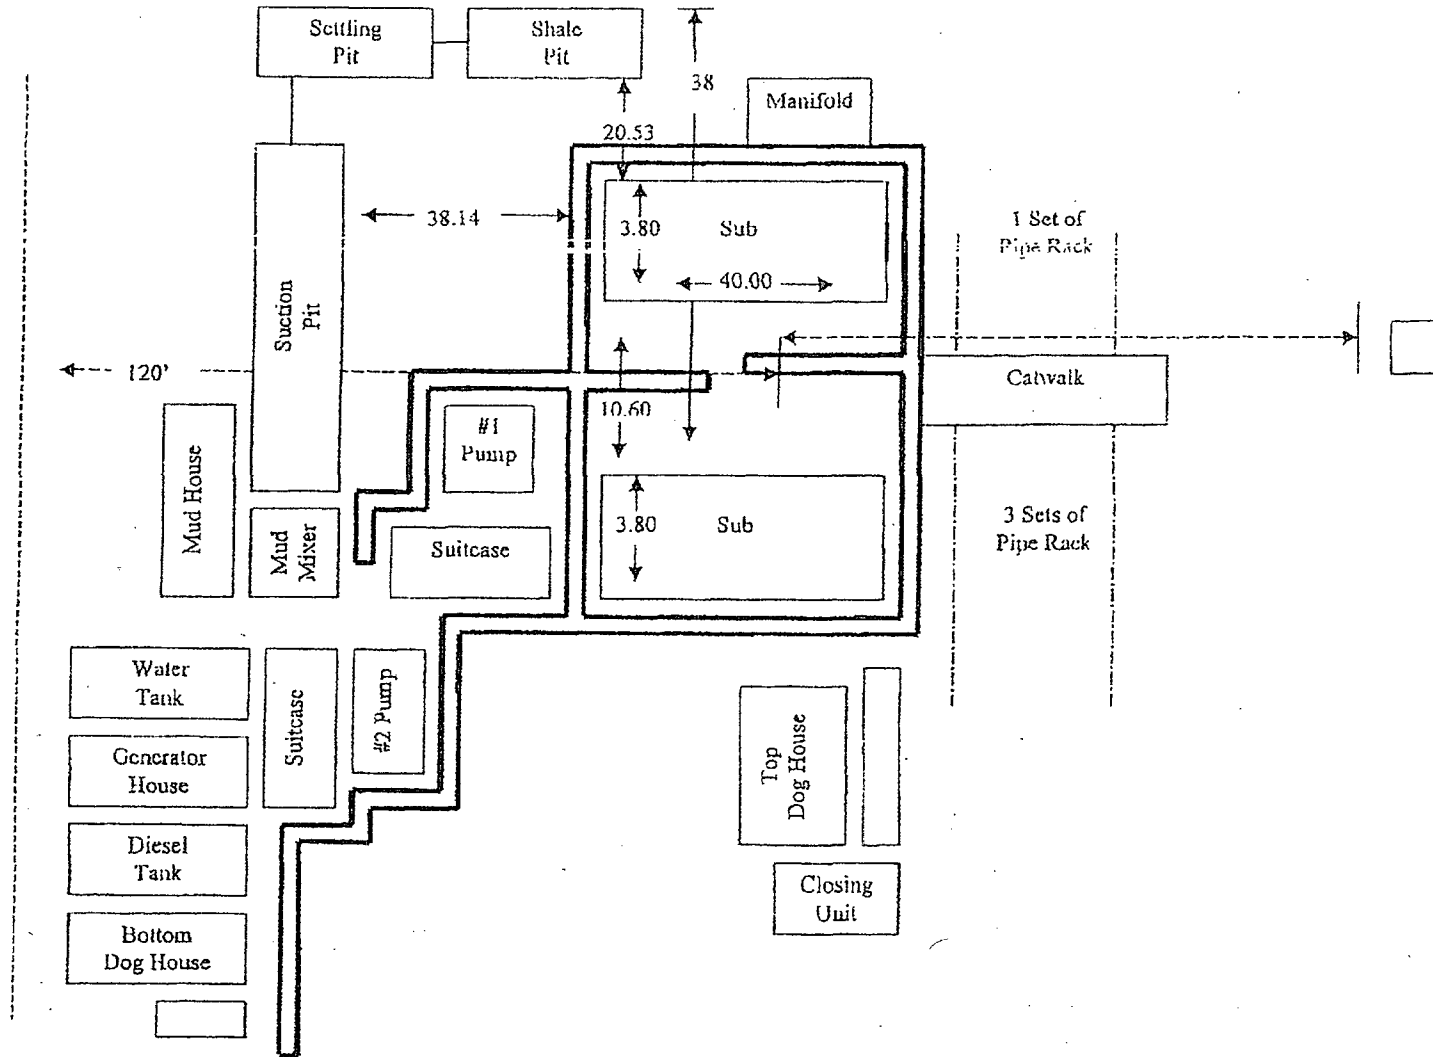 Settling
Pit
Shale
Pit
38
Manifold
20.53
38.14
3.80
Sub
1 Set of
Pipe Rack
40.00
Suction
Pit
120'
Catwalk
10.60
#1
Pump
Mud House
Mud
Mixer
Suitcase
3.80
Sub
3 Sets of
Pipe Rack
Water
Tank
Suitcase
#2 Pump
Generator
House
Top
Dog House
Diesel
Tank
Closing
Unit
Bottom
Dog House